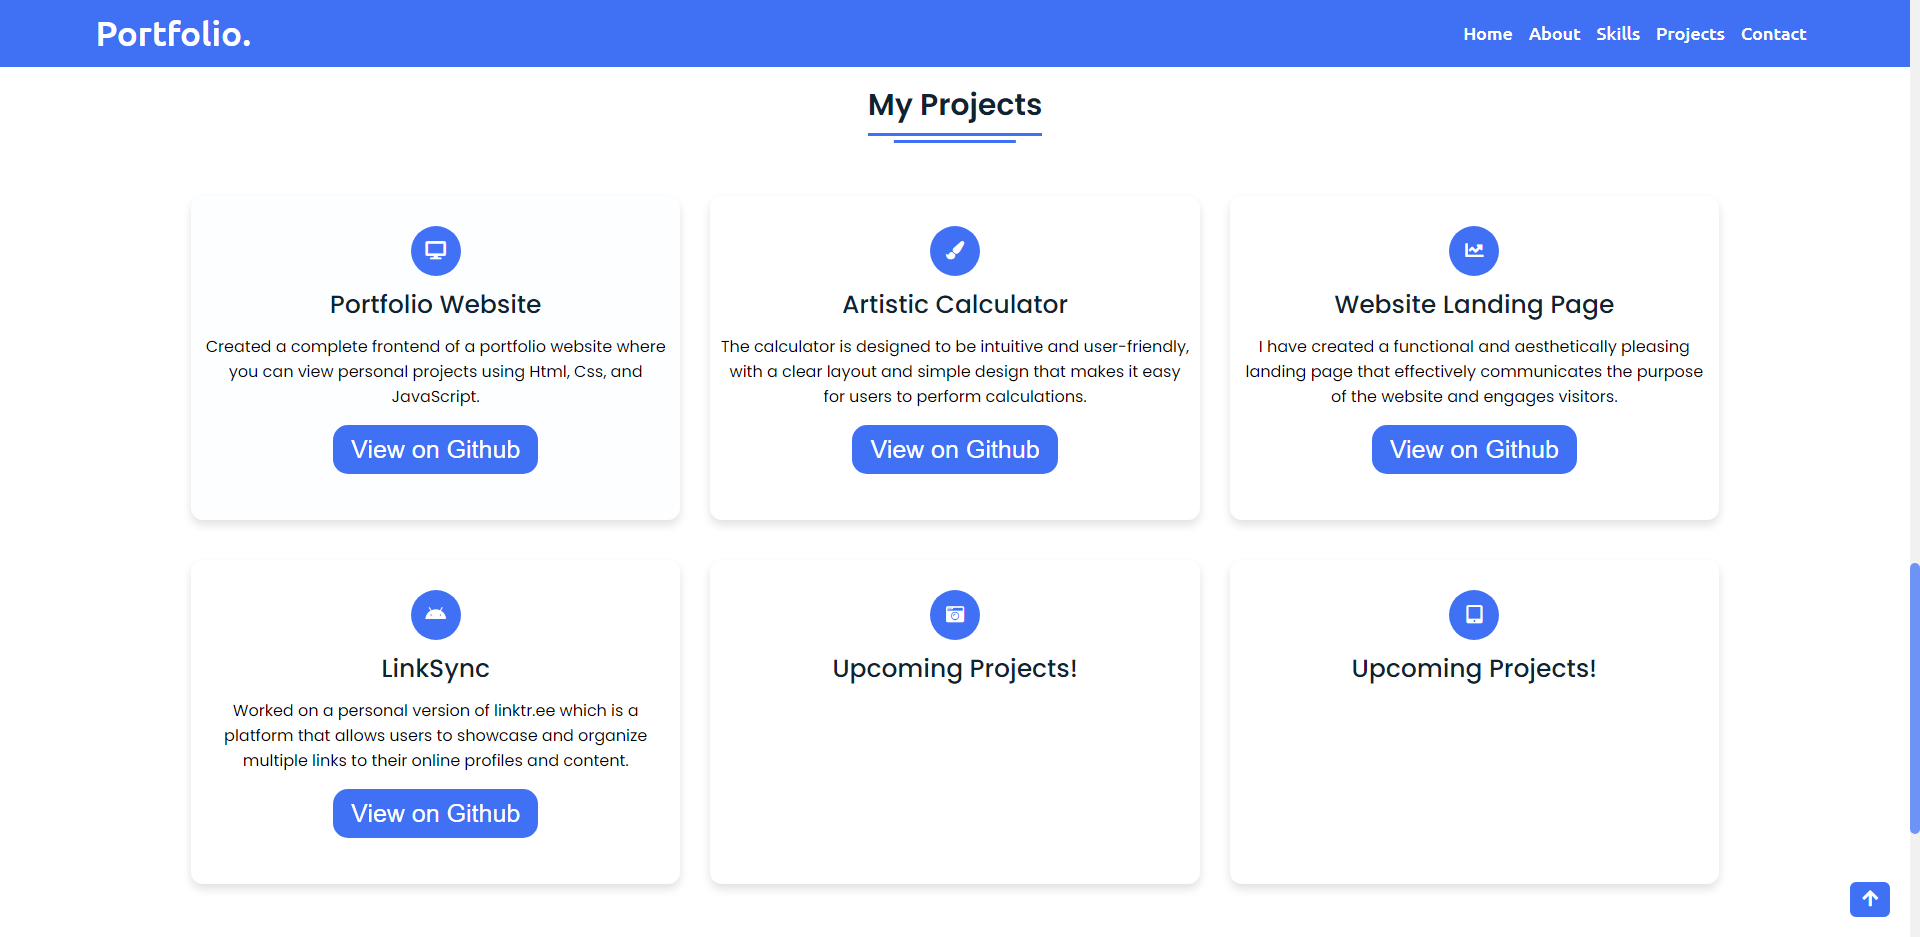 Portfolio.
Home About Skills Projects Contact
My Projects
Portfolio Website
Created a complete frontend of a portfolio website where
you can view personal projects using Html, Css, and
JavaScript.
View on Github
Artistic Calculator
The calculator is designed to be intuitive and user-friendly,
with a clear layout and simple design that makes it easy
for users to perform calculations.
View on Github
Website Landing Page
I have created a functional and aesthetically pleasing
landing page that effectively communicates the purpose
of the website and engages visitors.
View on Github
LinkSync
Worked on a personal version of linktr.ee which is a
platform that allows users to showcase and organize
multiple links to their online profiles and content.
View on Github
Upcoming Projects!
Upcoming Projects!